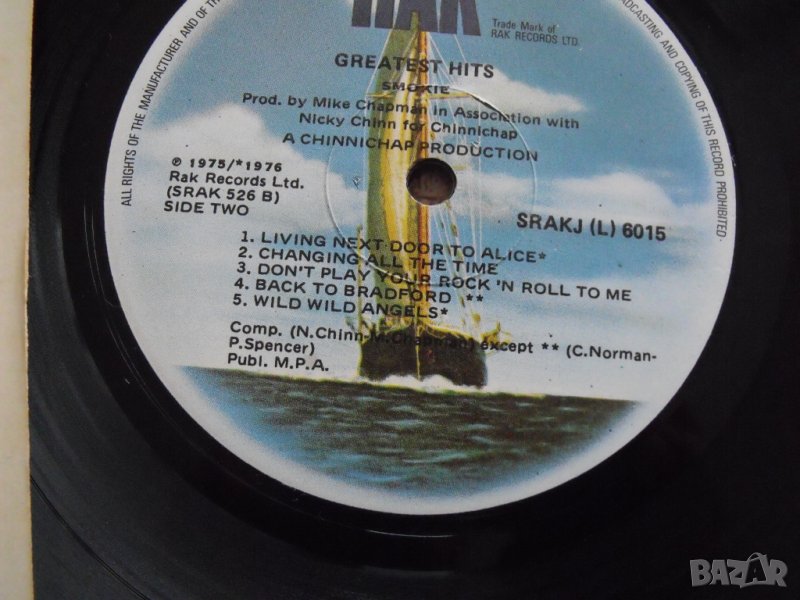 RAK
Trade Mark of
RAK RECORDS LTD.
ALL RIGHTS OF THE MANUFACTURER AND OF THE
BROADCASTING AND COPYING OF THIS RECORD PROHIBITED.
GREATEST HITS
SMOKIE
Prod. by Mike Chapman in Association with
Nicky Chinn for Chinnichap
A CHINNICHAP PRODUCTION
℗ 1975/*1976
Rak Records Ltd.
(SRAK 526 B)
SIDE TWO
SRAKJ (L) 6015
1. LIVING NEXT DOOR TO ALICE*
2. CHANGING ALL THE TIME
3. DON'T PLAY YOUR ROCK 'N ROLL TO ME
4. BACK TO BRADFORD **
5. WILD WILD ANGELS*
Comp. (N.Chinn-M.Chapman) except ** (C.Norman-
P.Spencer)
Publ. M.P.A.
BAZAR